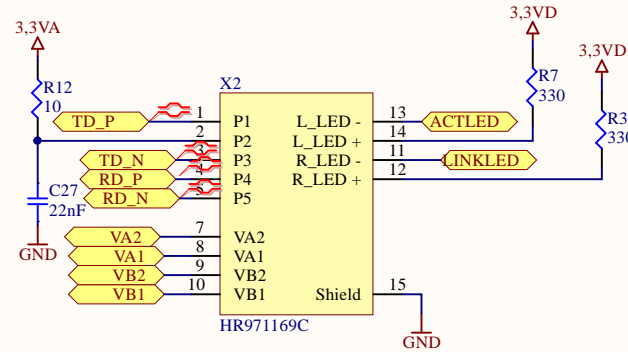 3,3VA
3,3VD
3,3VD
R12
10
X2
R7
330
R3
330
TD_P 1 P1 L_LED - 13 ACTLED
2 P2 L_LED + 14
TD_N 3 P3 R_LED - 11 LINKLED
RD_P 4 P4 R_LED + 12
RD_N 5 P5
C27
22nF
GND
VA2 7 VA2
VA1 8 VA1
VB2 9 VB2
VB1 10 VB1 Shield 15
HR971169C
GND